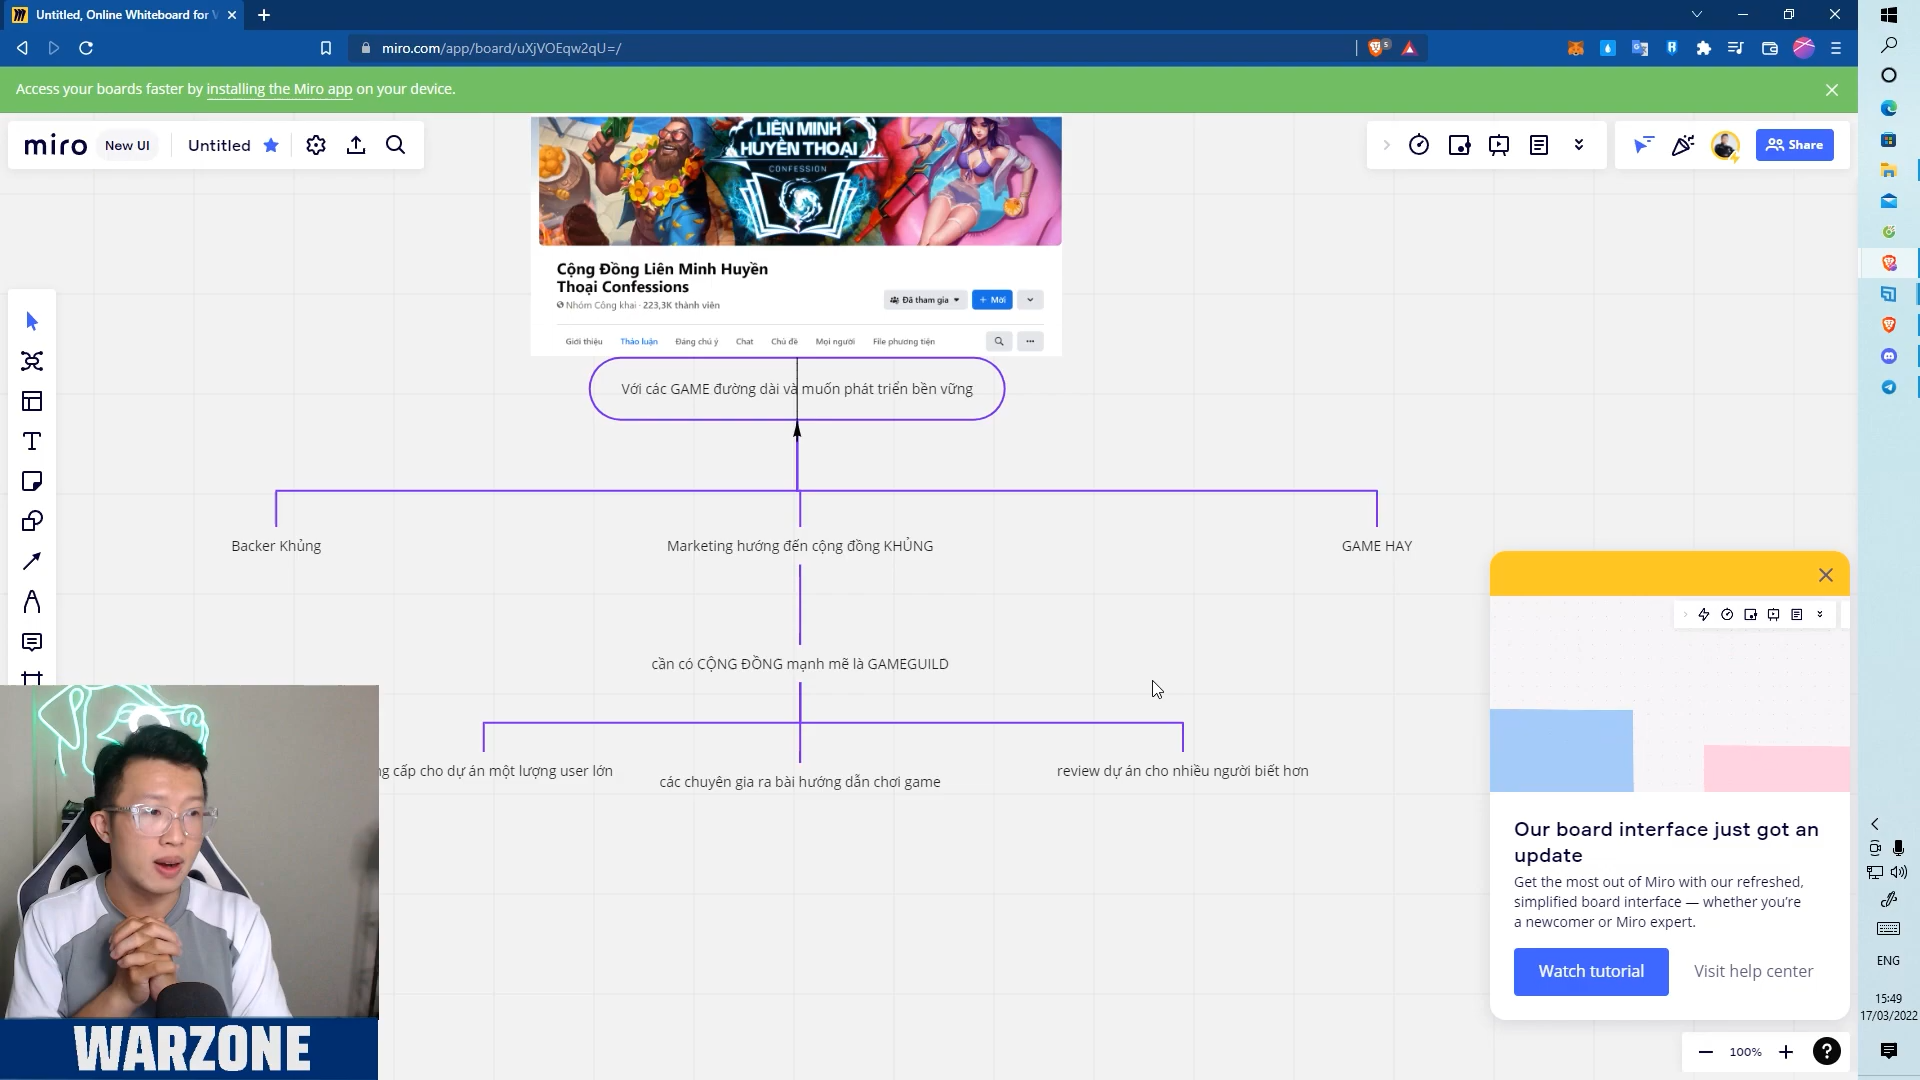 Untitled, Online Whiteboard for
miro.com/app/board/uXjVOEqw2qU=/
5
Access your boards faster by installing the Miro app on your device.
miro
New UI
Untitled
Share
LIÊN MINH
HUYỀN THOẠI
CONFESSION
Cộng Đồng Liên Minh Huyền
Thoại Confessions
Nhóm Công khai · 223,3K thành viên
Đã tham gia
+ Mời
Giới thiệu
Thảo luận
Đáng chú ý
Chat
Chủ đề
Mọi người
File phương tiện
Với các GAME đường dài và muốn phát triển bền vững
Backer Khủng
Marketing hướng đến cộng đồng KHỦNG
GAME HAY
cần có CỘNG ĐỒNG mạnh mẽ là GAMEGUILD
cấp cho dự án một lượng user lớn
các chuyên gia ra bài hướng dẫn chơi game
review dự án cho nhiều người biết hơn
Our board interface just got an
update
Get the most out of Miro with our refreshed,
simplified board interface — whether you're
a newcomer or Miro expert.
Watch tutorial
Visit help center
100%
ENG
15:49
17/03/2022
WARZONE